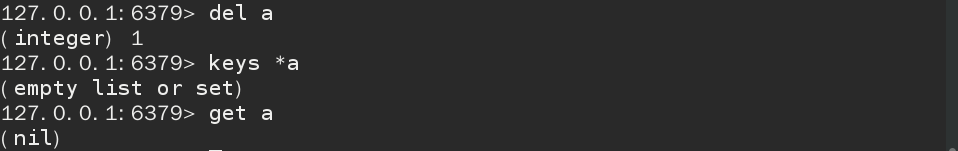 127.0.0.1:6379> del a
(integer) 1
127.0.0.1:6379> keys *a
(empty list or set)
127.0.0.1:6379> get a
(nil)